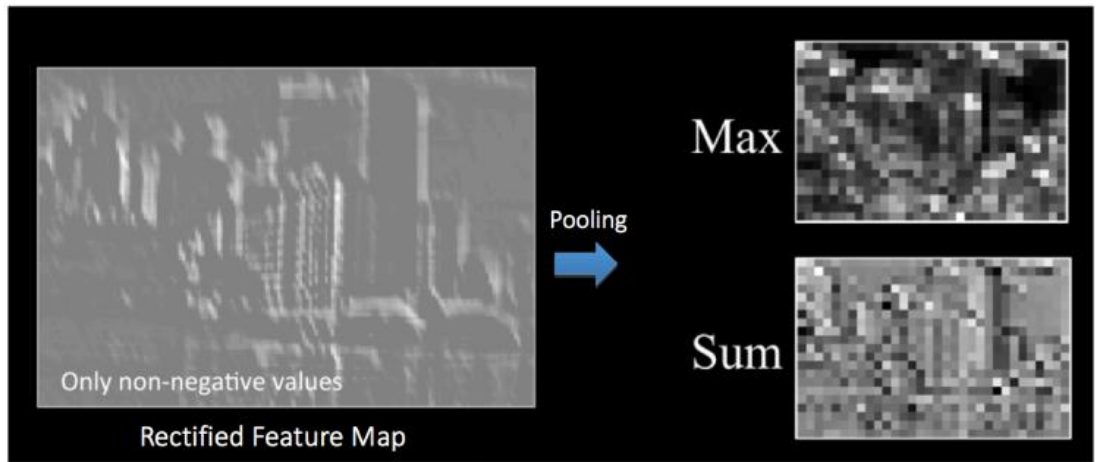 Only non-negative values
Rectified Feature Map
Pooling
Max
Sum